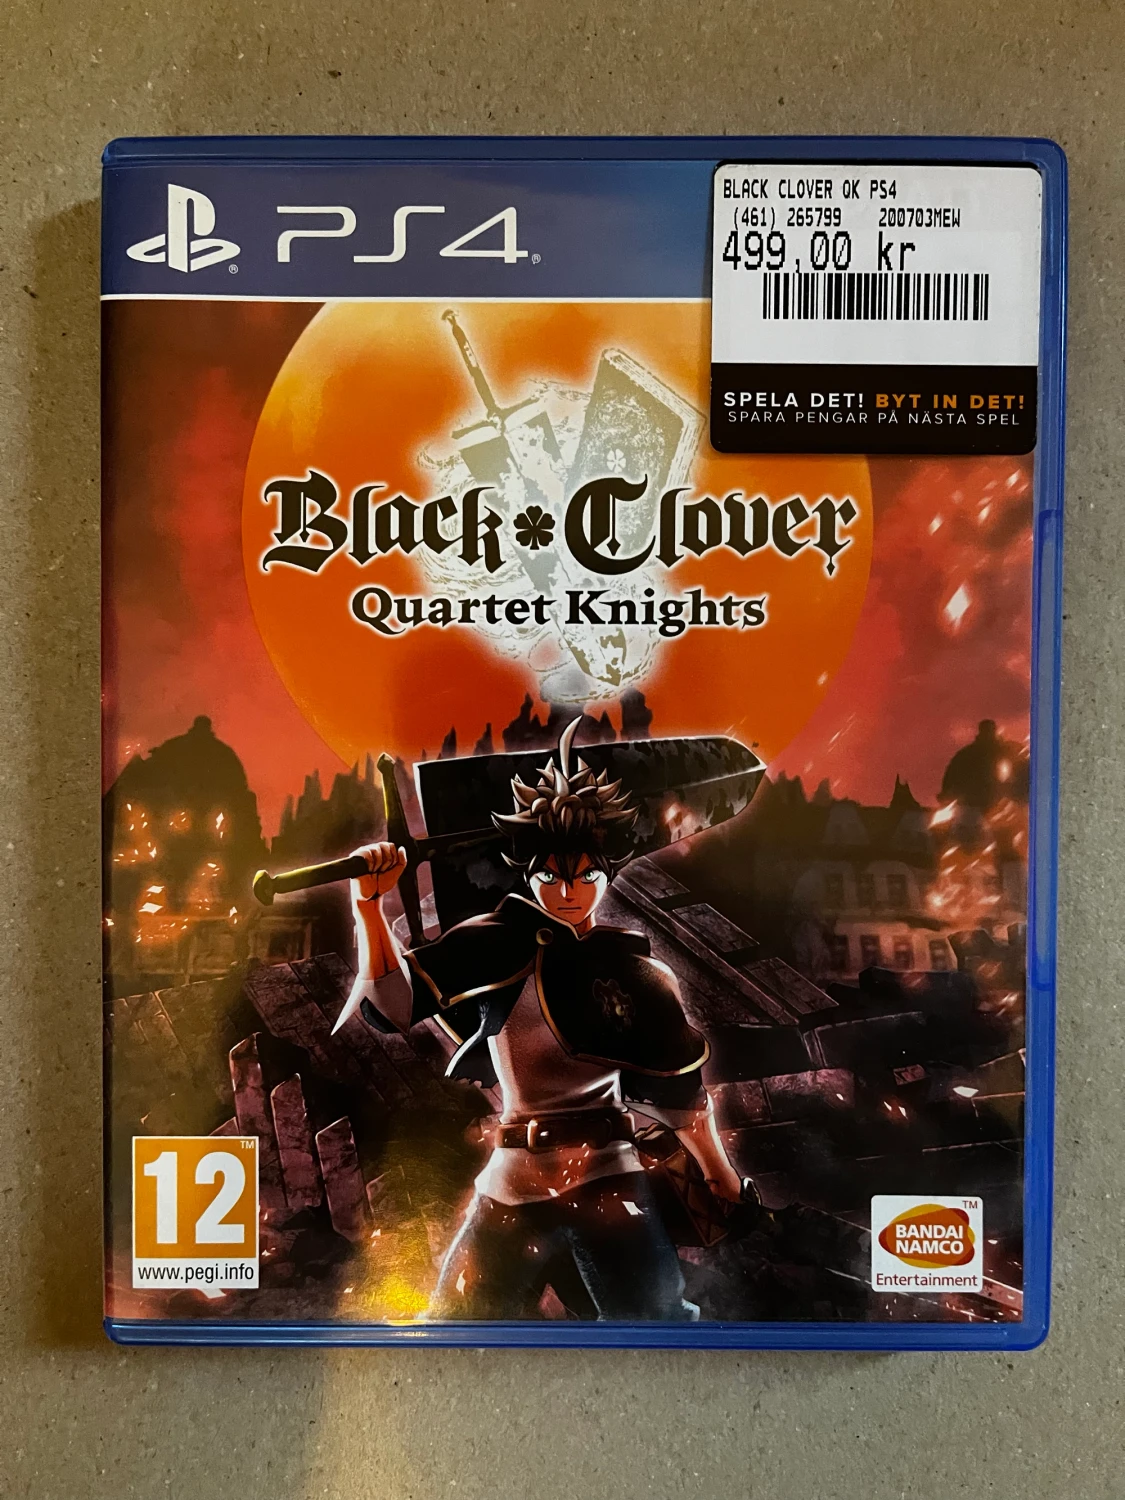 PS4
BLACK CLOVER QK PS4
(461) 265799 200703MEW
499,00 kr
SPELA DET! BYT IN DET!
SPARA PENGAR PÅ NÄSTA SPEL
Black Clover
Quartet Knights
12
www.pegi.info
BANDAI
NAMCO
Entertainment